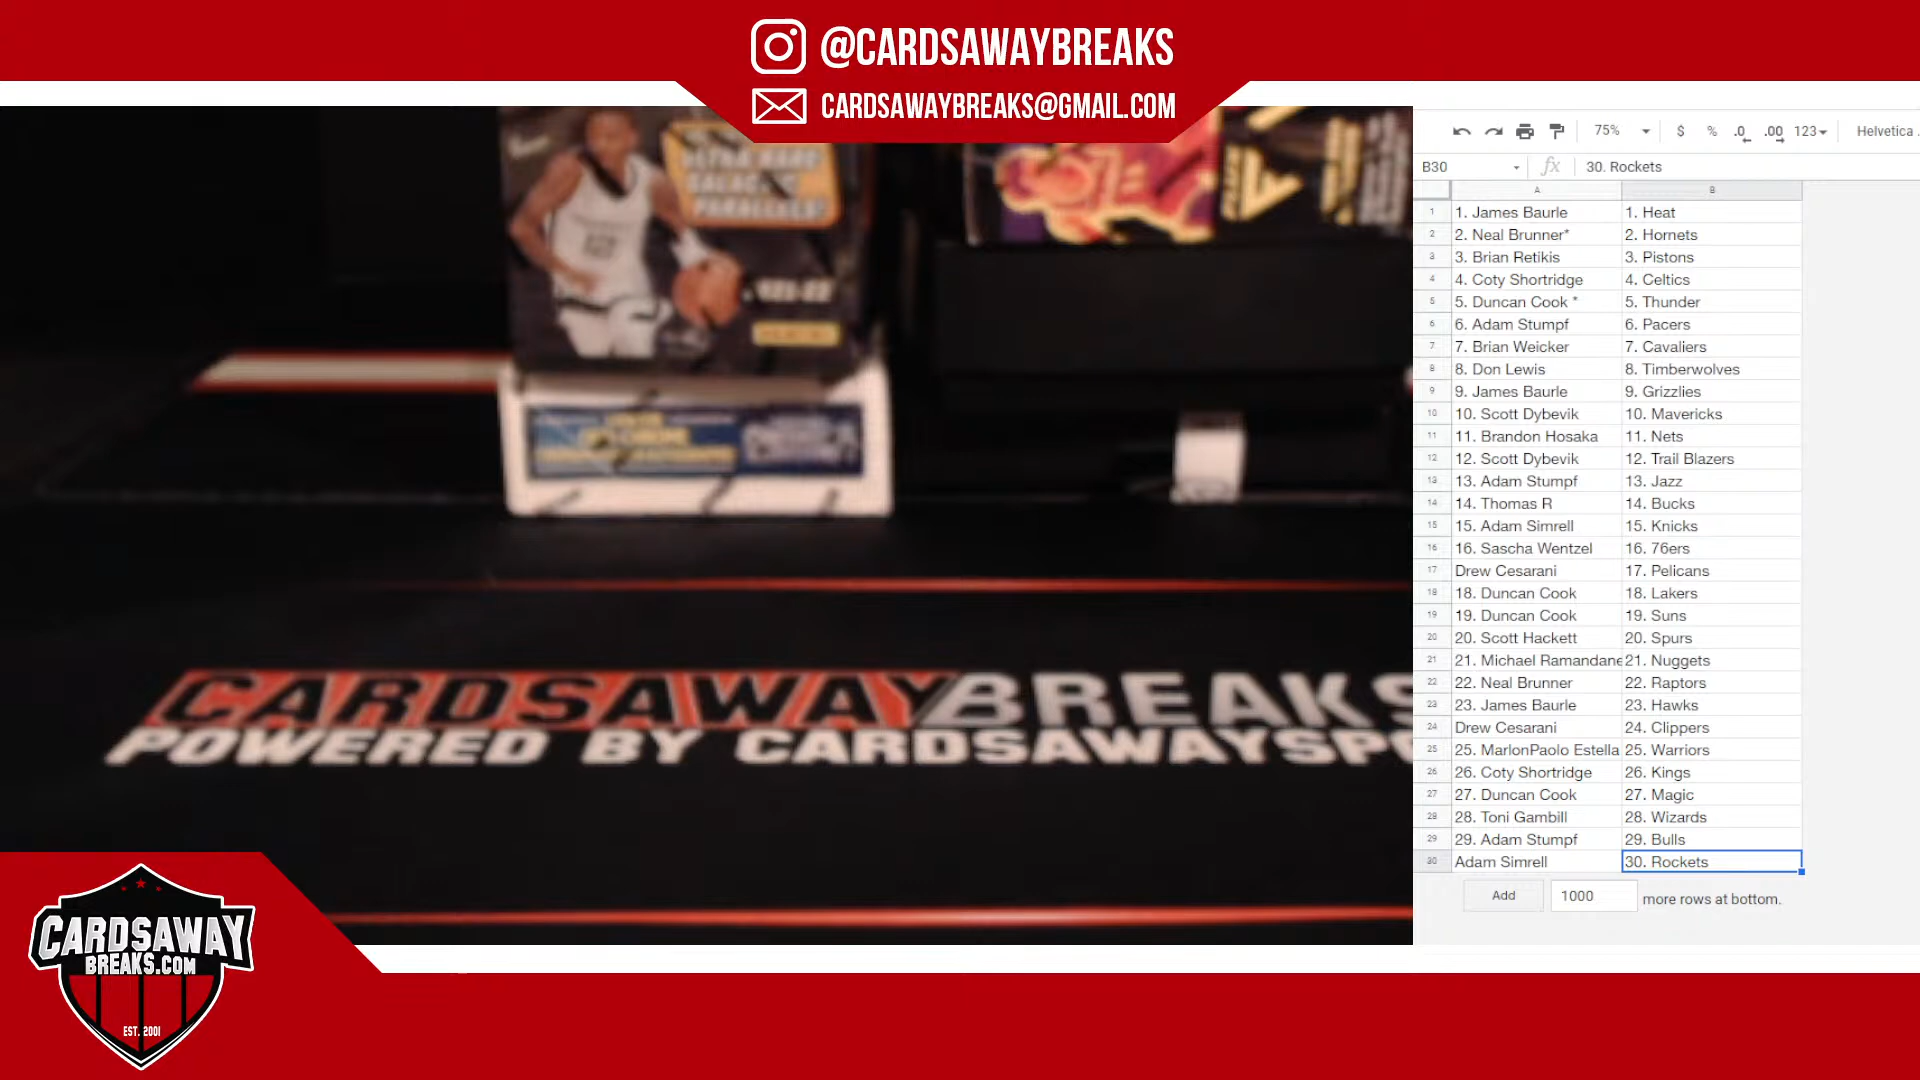 @CARDSAWAYBREAKS
CARDSAWAYBREAKS@GMAIL.COM
75% $ % .0 .00 123 Helvetica ...
B30 fx 30. Rockets
A B
1 1. James Baurle 1. Heat
2 2. Neal Brunner* 2. Hornets
3 3. Brian Retikis 3. Pistons
4 4. Coty Shortridge 4. Celtics
5 5. Duncan Cook * 5. Thunder
6 6. Adam Stumpf 6. Pacers
7 7. Brian Weicker 7. Cavaliers
8 8. Don Lewis 8. Timberwolves
9 9. James Baurle 9. Grizzlies
10 10. Scott Dybevik 10. Mavericks
11 11. Brandon Hosaka 11. Nets
12 12. Scott Dybevik 12. Trail Blazers
13 13. Adam Stumpf 13. Jazz
14 14. Thomas R 14. Bucks
15 15. Adam Simrell 15. Knicks
16 16. Sascha Wentzel 16. 76ers
17 Drew Cesarani 17. Pelicans
18 18. Duncan Cook 18. Lakers
19 19. Duncan Cook 19. Suns
20 20. Scott Hackett 20. Spurs
21 21. Michael Ramandane 21. Nuggets
22 22. Neal Brunner 22. Raptors
23 23. James Baurle 23. Hawks
24 Drew Cesarani 24. Clippers
25 25. MarlonPaolo Estella 25. Warriors
26 26. Coty Shortridge 26. Kings
27 27. Duncan Cook 27. Magic
28 28. Toni Gambill 28. Wizards
29 29. Adam Stumpf 29. Bulls
30 Adam Simrell 30. Rockets
Add 1000 more rows at bottom.
ULTRA RARE
GALACTIC
PARALLELS!
CARDSAWAYBREAKS
POWERED BY CARDSAWAYSPO
CARDSAWAY
BREAKS.COM
EST. 2001